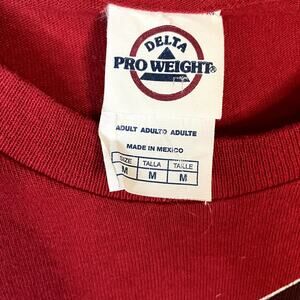 DELTA
PRO WEIGHT®
ADULT ADULTO ADULTE
MADE IN MEXICO
SIZE TALLA TAILLE
M M M